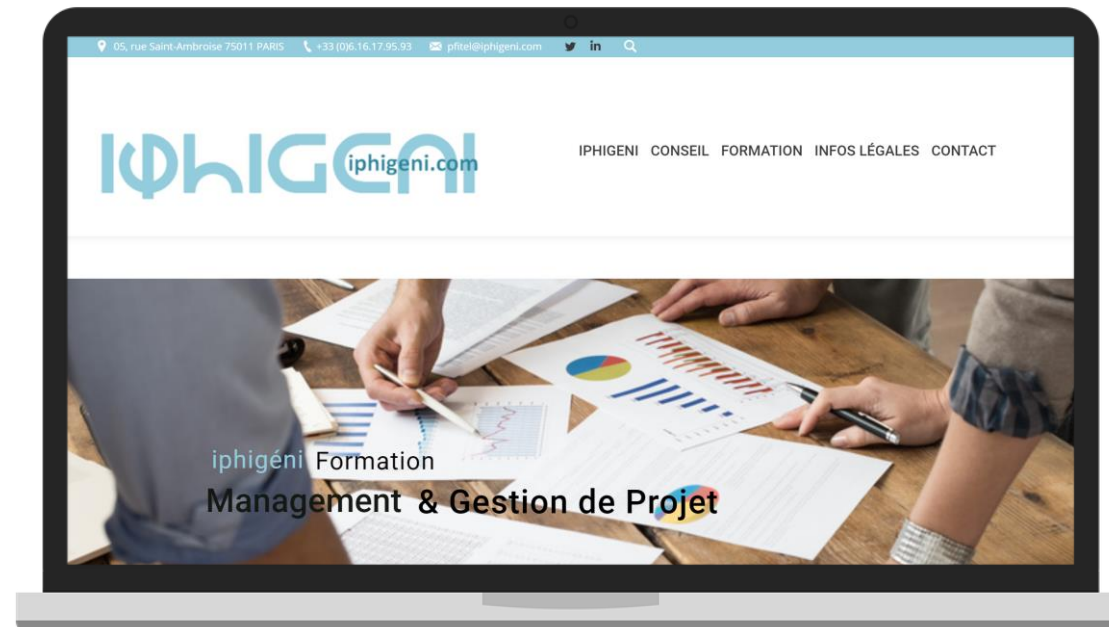 05, rue Saint-Ambroise 75011 PARIS +33 (0)6.16.17.95.93 pfitel@iphigeni.com in
IPHIGENI iphigeni.com
IPHIGENI CONSEIL FORMATION INFOS LÉGALES CONTACT
iphigéni Formation
Management & Gestion de Projet